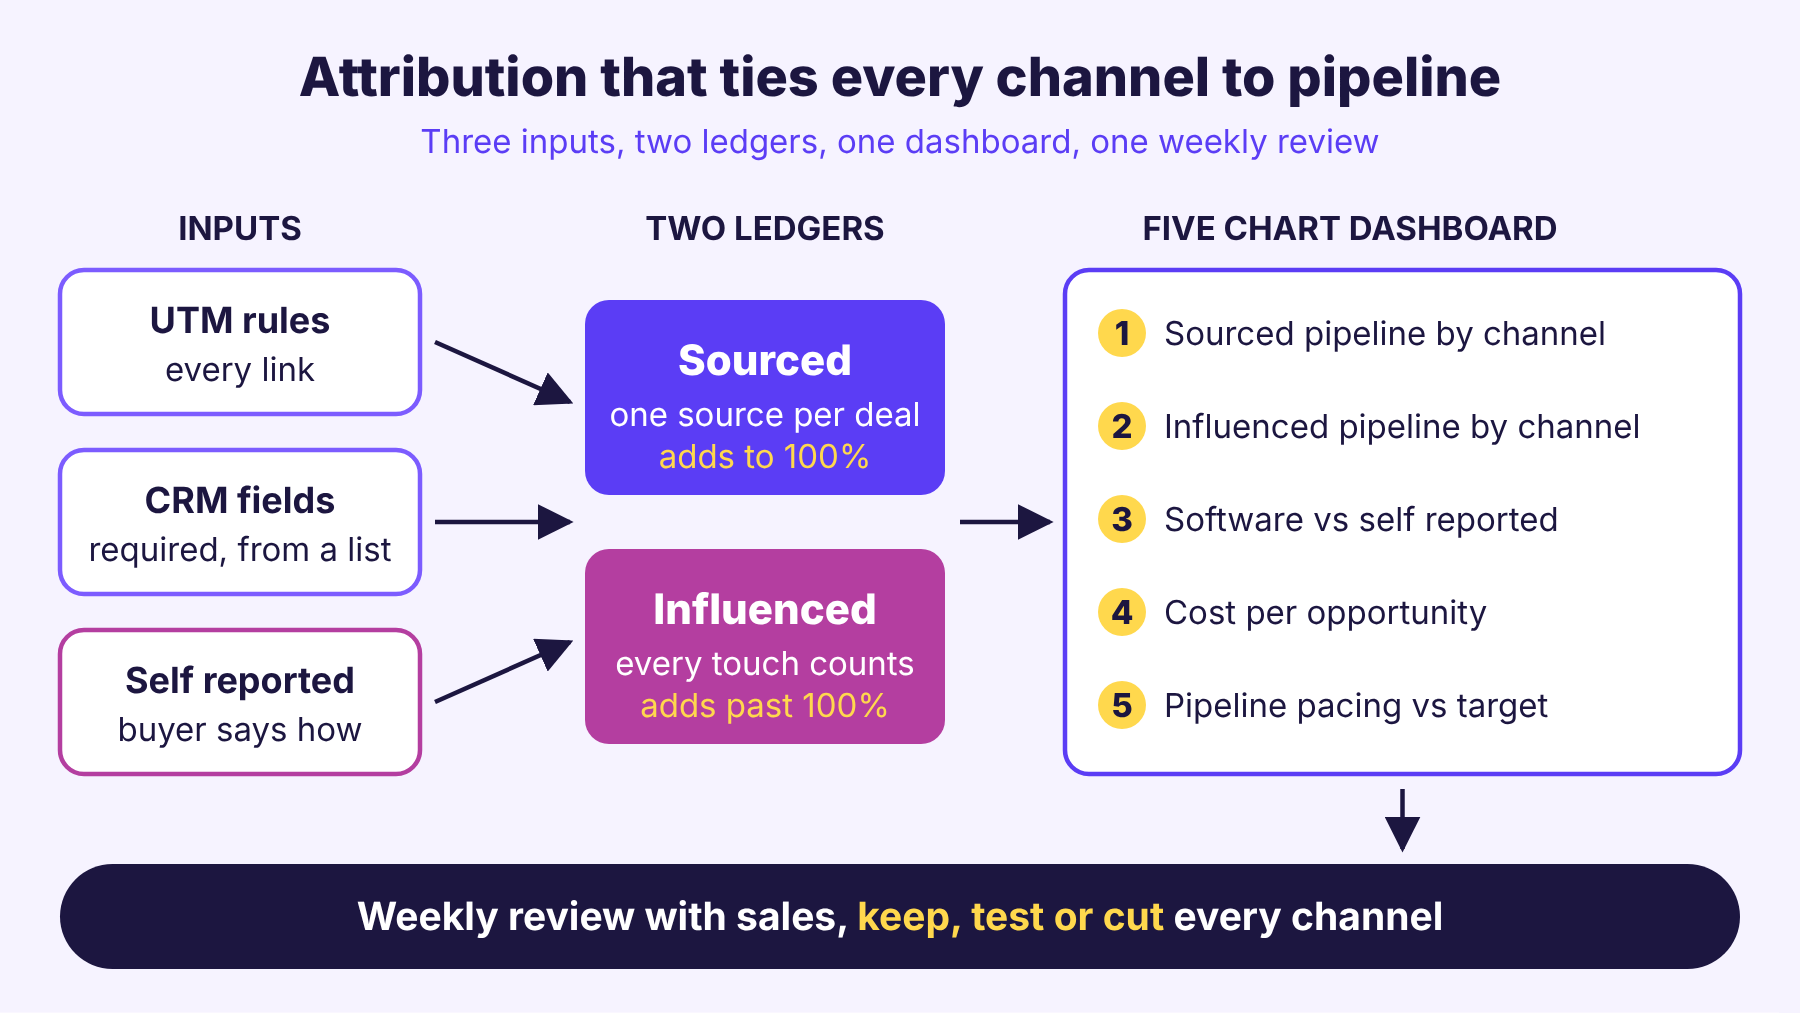 Attribution that ties every channel to pipeline
Three inputs, two ledgers, one dashboard, one weekly review
INPUTS
UTM rules
every link
CRM fields
required, from a list
Self reported
buyer says how
TWO LEDGERS
Sourced
one source per deal
adds to 100%
Influenced
every touch counts
adds past 100%
FIVE CHART DASHBOARD
1 Sourced pipeline by channel
2 Influenced pipeline by channel
3 Software vs self reported
4 Cost per opportunity
5 Pipeline pacing vs target
Weekly review with sales, keep, test or cut every channel